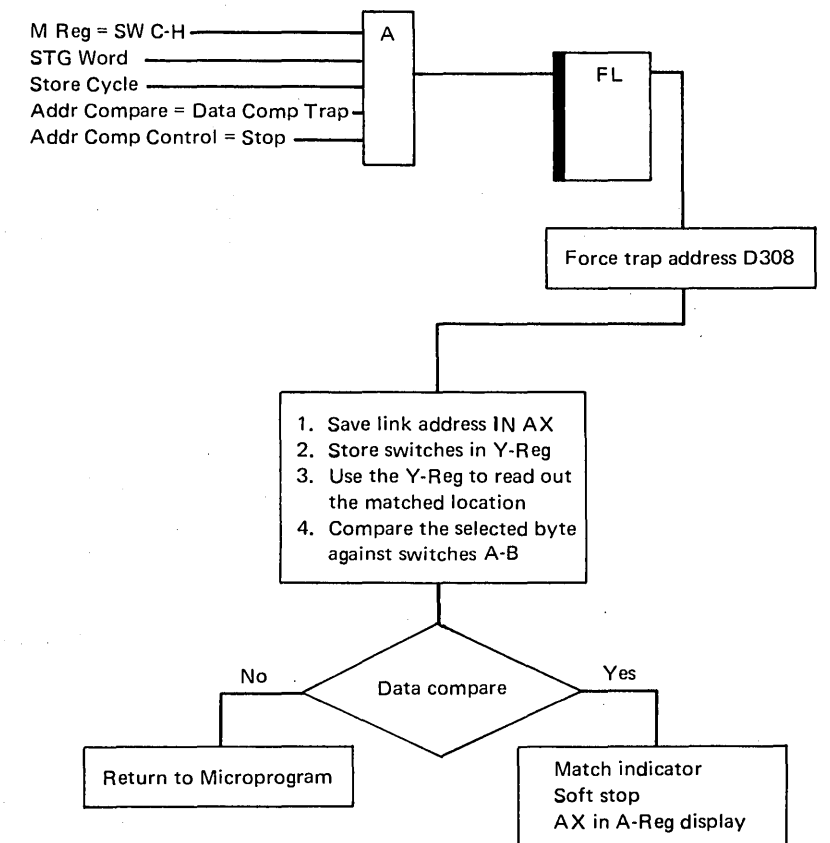 M Reg = SW C-H
STG Word
Store Cycle
Addr Compare = Data Comp Trap
Addr Comp Control = Stop
A
FL
Force trap address D308
1. Save link address IN AX
2. Store switches in Y-Reg
3. Use the Y-Reg to read out
the matched location
4. Compare the selected byte
against switches A-B
Data compare
No
Yes
Return to Microprogram
Match indicator
Soft stop
AX in A-Reg display